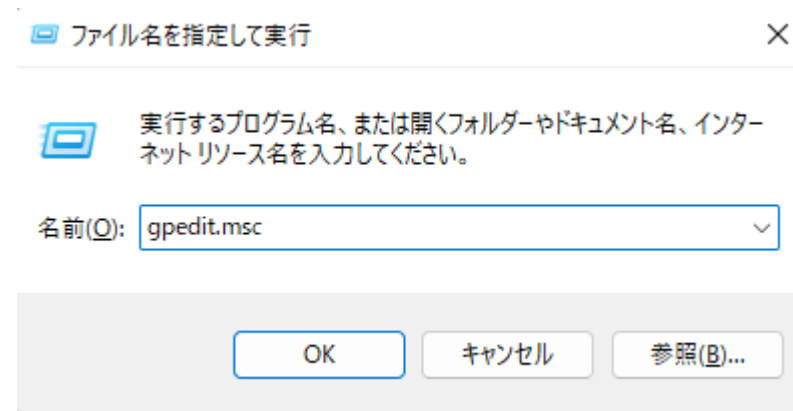 ファイル名を指定して実行
実行するプログラム名、または開くフォルダーやドキュメント名、インター
ネット リソース名を入力してください。
名前(O): gpedit.msc
OK キャンセル 参照(B)...